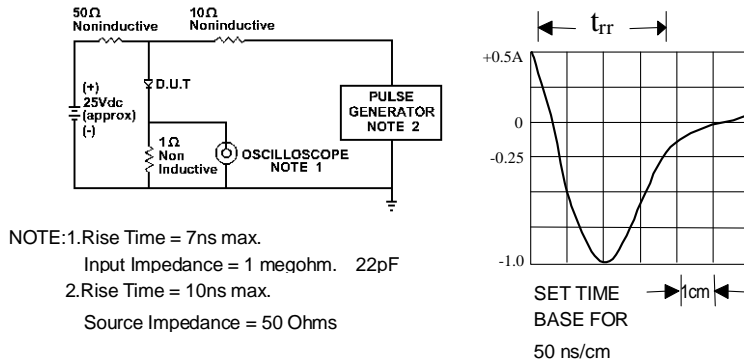 50Ω
Noninductive
10Ω
Noninductive
(+)
25Vdc
(approx)
(-)
D.U.T
1Ω
Non
Inductive
OSCILLOSCOPE
NOTE 1
PULSE
GENERATOR
NOTE 2
trr
+0.5A
0
-0.25
-1.0
SET TIME
BASE FOR
50 ns/cm
1cm
NOTE:1.Rise Time = 7ns max.
Input Impedance = 1 megohm. 22pF
2.Rise Time = 10ns max.
Source Impedance = 50 Ohms